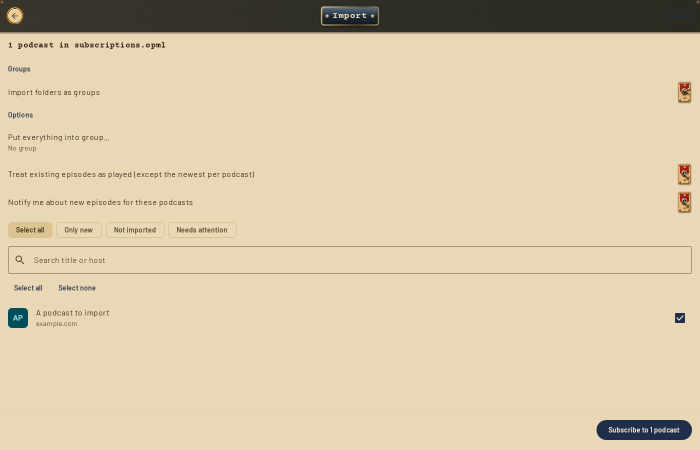 Import
1 podcast in subscriptions.opml
Groups
Import folders as groups
Options
Put everything into group...
No group
Treat existing episodes as played (except the newest per podcast)
Notify me about new episodes for these podcasts
Select all
Only new
Not imported
Needs attention
Search title or host
Select all
Select none
AP
A podcast to import
example.com
Subscribe to 1 podcast